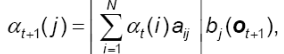 α_{t+1}(j) = | ∑_{i=1}^{N} α_t(i) a_{ij} | b_j(𝐨_{t+1}),